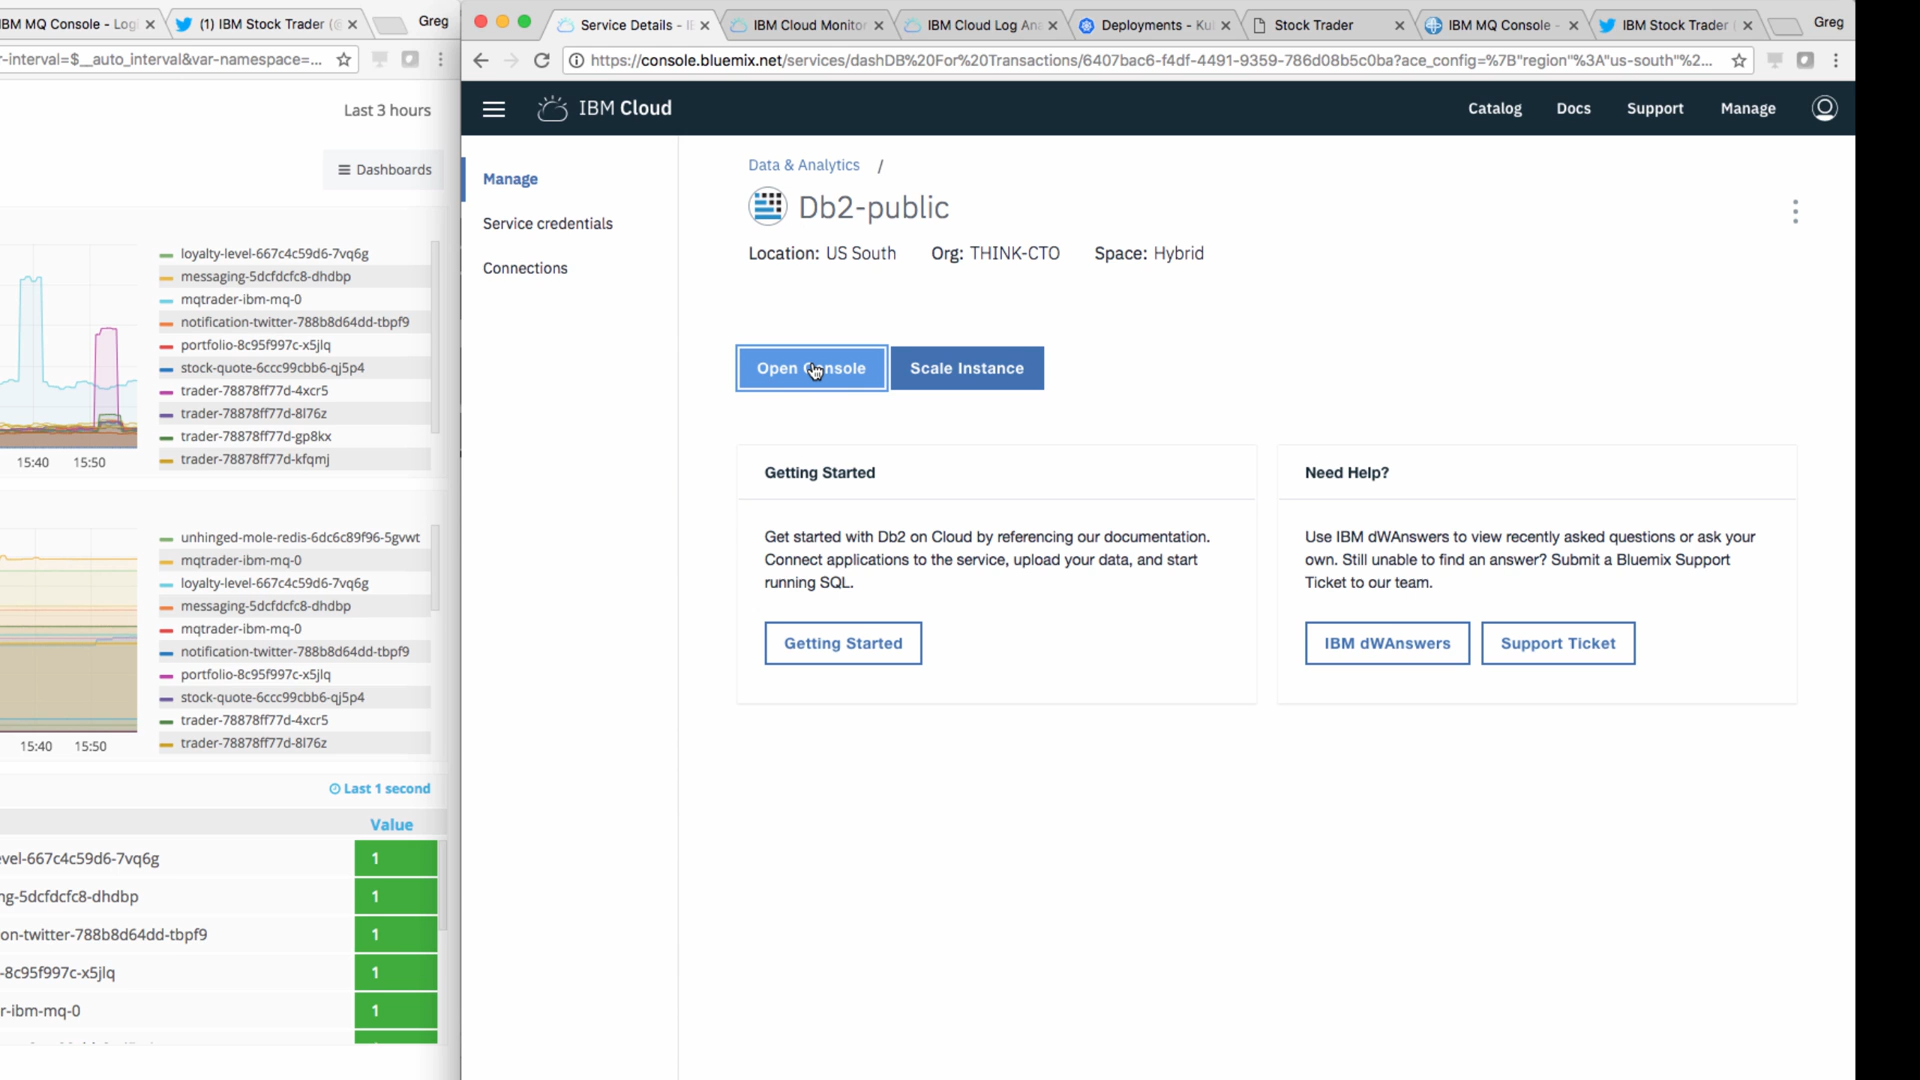 IBM MQ Console - Log
(1) IBM Stock Trader (@
Greg
r-interval=$__auto_interval&var-namespace=...
Last 3 hours
Dashboards
loyalty-level-667c4c59d6-7vq6g
messaging-5dcfdcfc8-dhdbp
mqtrader-ibm-mq-0
notification-twitter-788b8d64dd-tbpf9
portfolio-8c95f997c-x5jlq
stock-quote-6ccc99cbb6-qj5p4
trader-78878ff77d-4xcr5
trader-78878ff77d-8l76z
trader-78878ff77d-gp8kx
trader-78878ff77d-kfqmj
15:40 15:50
unhinged-mole-redis-6dc6c89f96-5gvwt
mqtrader-ibm-mq-0
loyalty-level-667c4c59d6-7vq6g
messaging-5dcfdcfc8-dhdbp
mqtrader-ibm-mq-0
notification-twitter-788b8d64dd-tbpf9
portfolio-8c95f997c-x5jlq
stock-quote-6ccc99cbb6-qj5p4
trader-78878ff77d-4xcr5
trader-78878ff77d-8l76z
15:40 15:50
Last 1 second
Value
evel-667c4c59d6-7vq6g 1
ng-5dcfdcfc8-dhdbp 1
on-twitter-788b8d64dd-tbpf9 1
-8c95f997c-x5jlq 1
r-ibm-mq-0 1
Service Details - IB
IBM Cloud Monitor
IBM Cloud Log Ana
Deployments - Ku
Stock Trader
IBM MQ Console -
IBM Stock Trader (
Greg
https://console.bluemix.net/services/dashDB%20For%20Transactions/6407bac6-f4df-4491-9359-786d08b5c0ba?ace_config=%7B"region"%3A"us-south"%2...
IBM Cloud
Catalog Docs Support Manage
Manage
Service credentials
Connections
Data & Analytics /
Db2-public
Location: US South Org: THINK-CTO Space: Hybrid
Open Console Scale Instance
Getting Started
Get started with Db2 on Cloud by referencing our documentation.
Connect applications to the service, upload your data, and start
running SQL.
Getting Started
Need Help?
Use IBM dWAnswers to view recently asked questions or ask your
own. Still unable to find an answer? Submit a Bluemix Support
Ticket to our team.
IBM dWAnswers Support Ticket